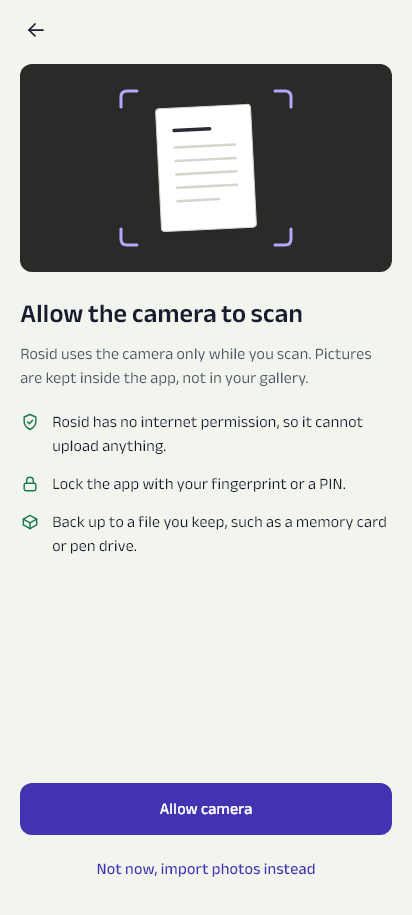 Allow the camera to scan
Rosid uses the camera only while you scan. Pictures
are kept inside the app, not in your gallery.
Rosid has no internet permission, so it cannot
upload anything.
Lock the app with your fingerprint or a PIN.
Back up to a file you keep, such as a memory card
or pen drive.
Allow camera
Not now, import photos instead